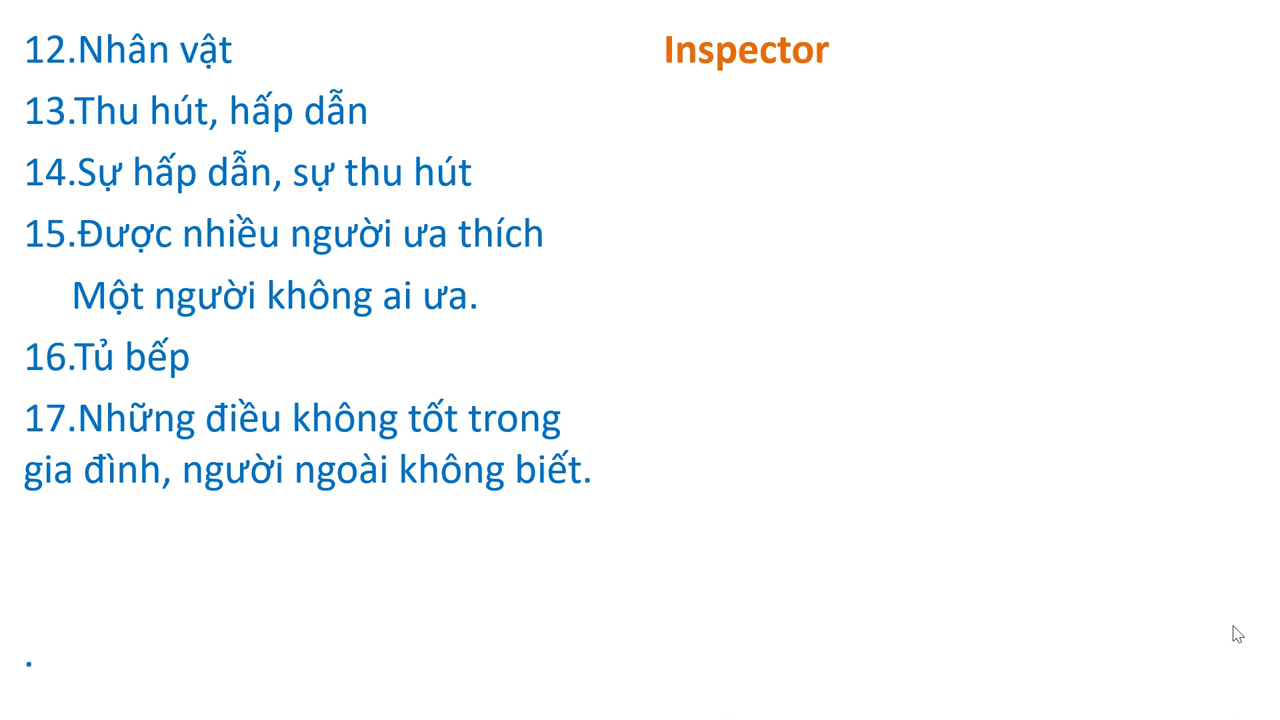 12.Nhân vật
Inspector
13.Thu hút, hấp dẫn
14.Sự hấp dẫn, sự thu hút
15.Được nhiều người ưa thích
Một người không ai ưa.
16.Tủ bếp
17.Những điều không tốt trong
gia đình, người ngoài không biết.
.